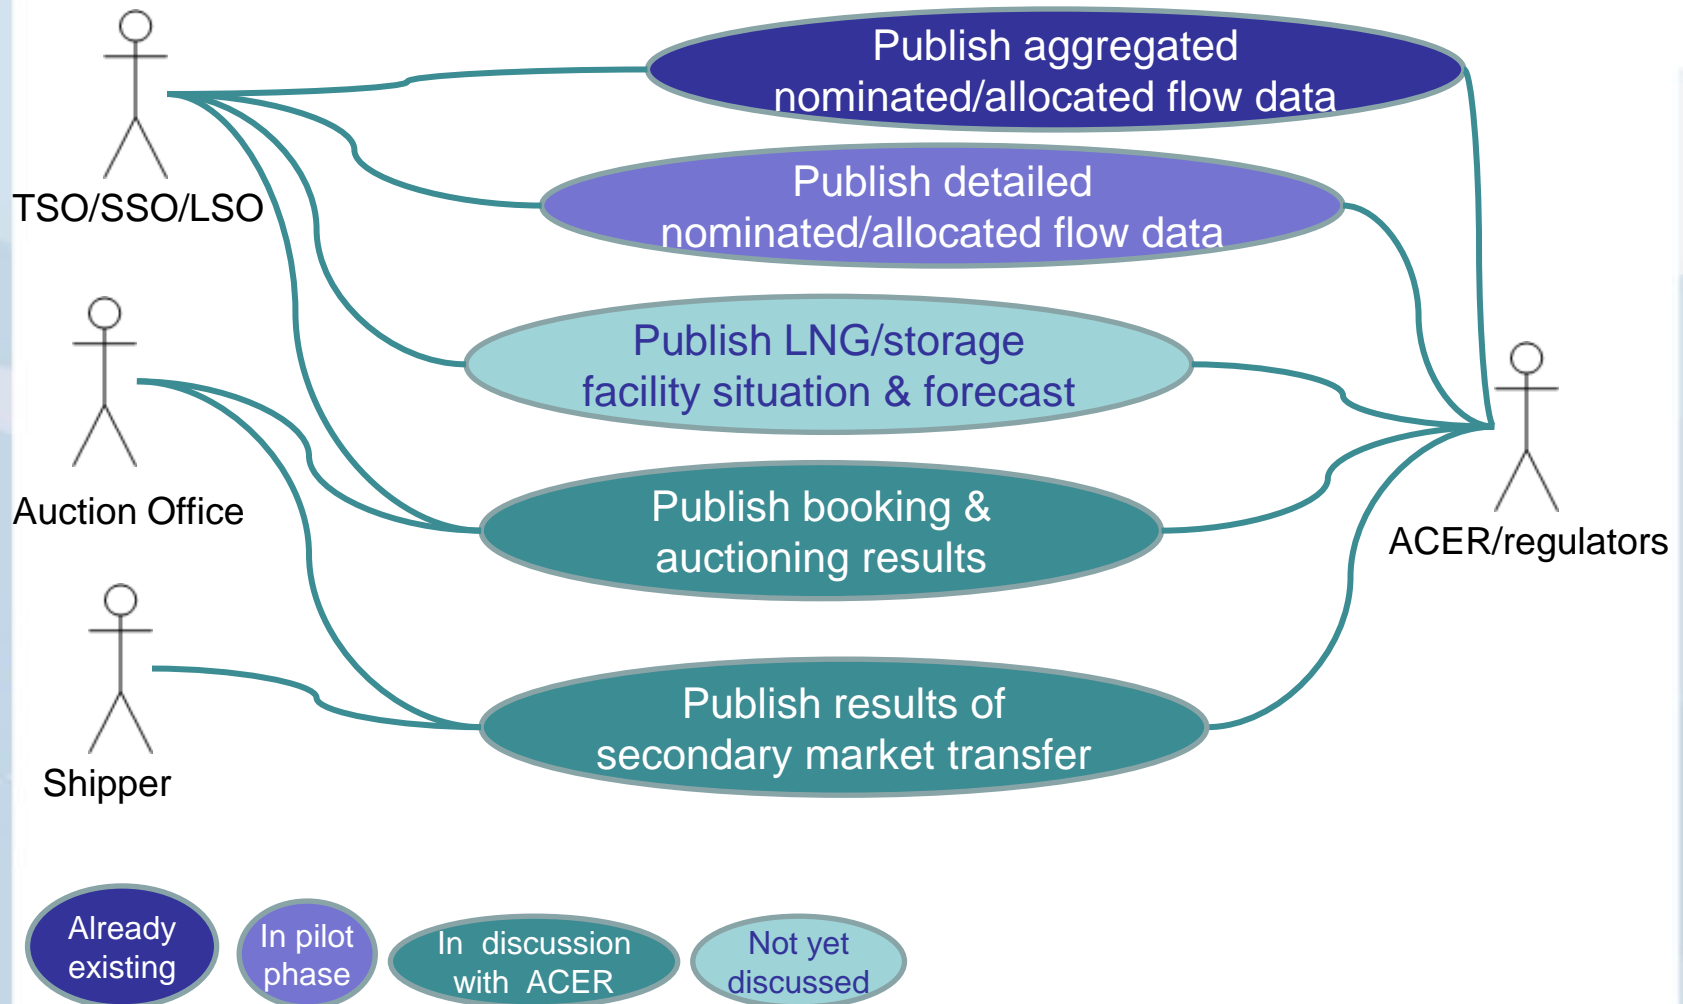 Publish aggregated
nominated/allocated flow data
Publish detailed
nominated/allocated flow data
TSO/SSO/LSO
Publish LNG/storage
facility situation & forecast
Auction Office
Publish booking &
auctioning results
ACER/regulators
Publish results of
secondary market transfer
Shipper
Already
existing
In pilot
phase
In discussion
with ACER
Not yet
discussed